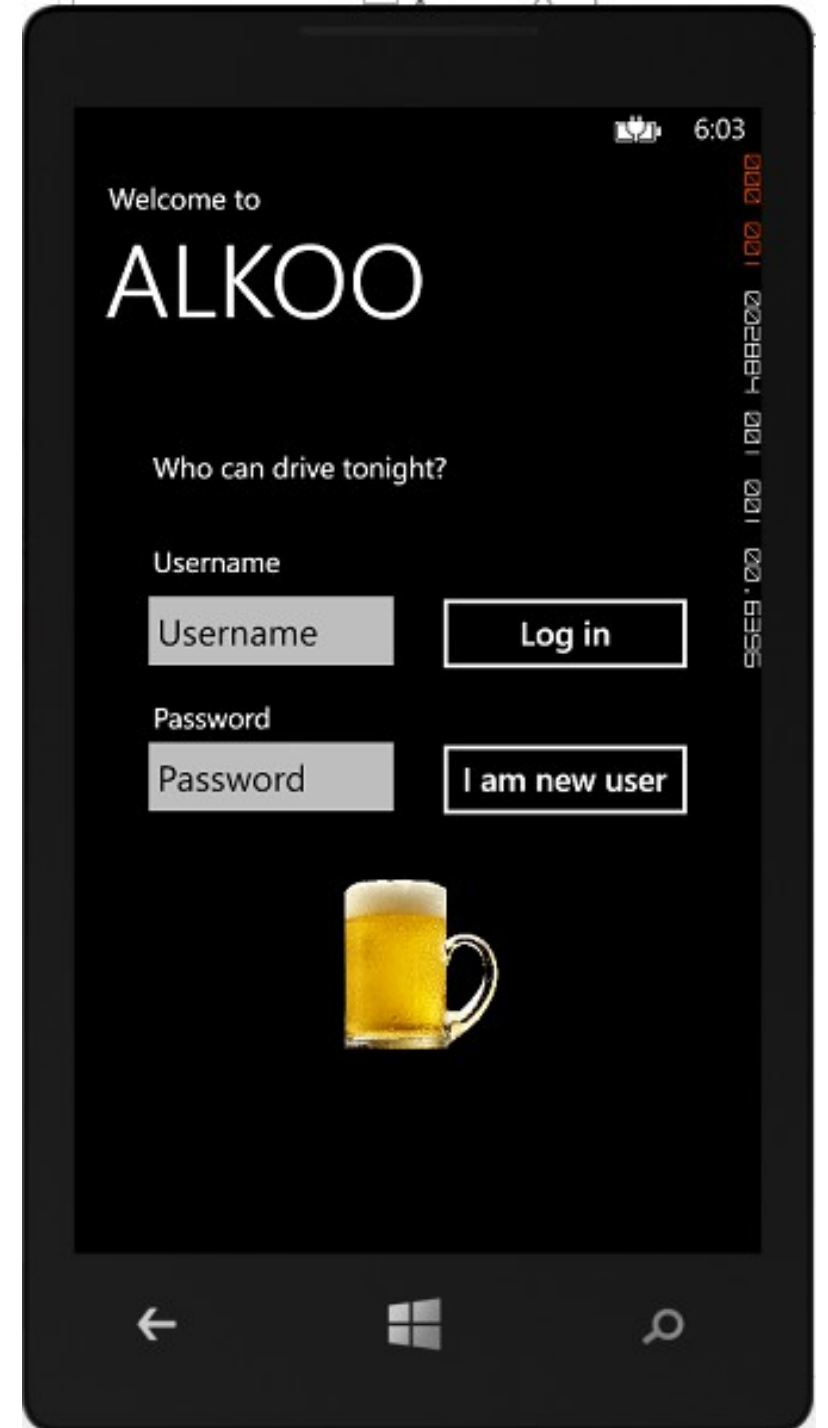 6:03
Welcome to
ALKOO
Who can drive tonight?
Username
Username
Log in
Password
Password
I am new user